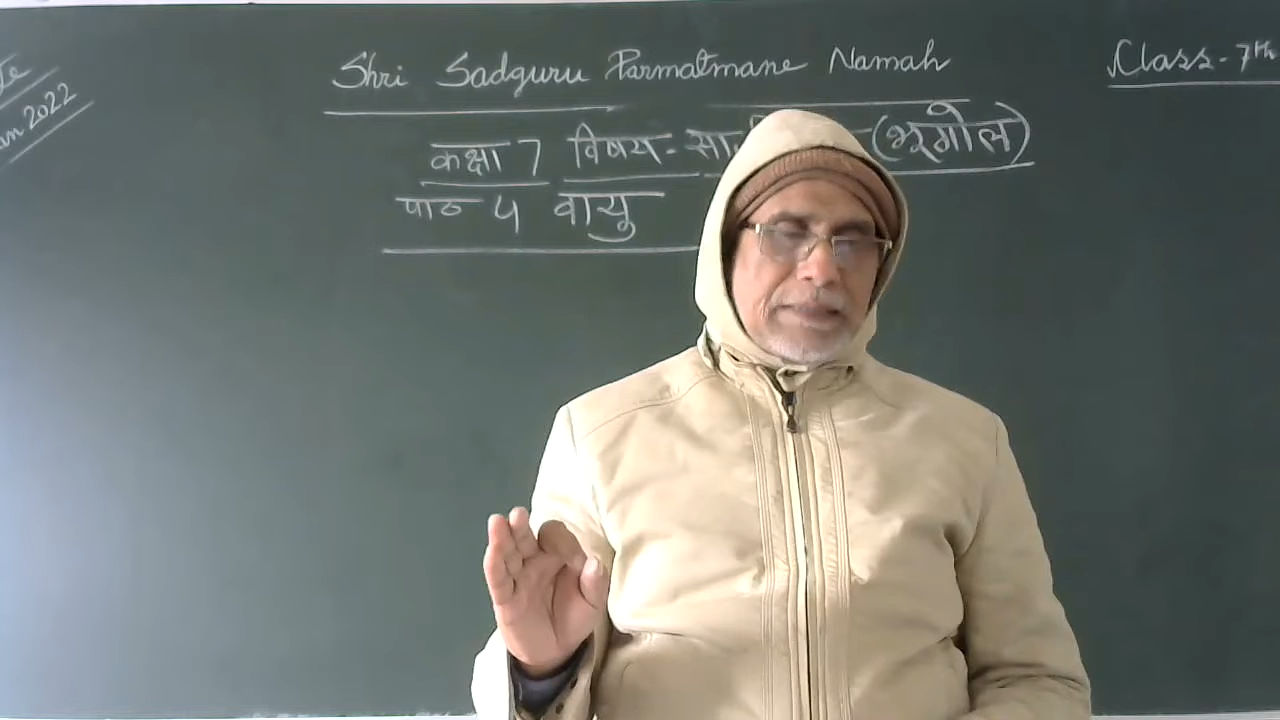 Shri Sadguru Parmatmane Namah
Class-7th
2022
कक्षा 7 विषय- (भूगोल)
पाठ 5 वायु